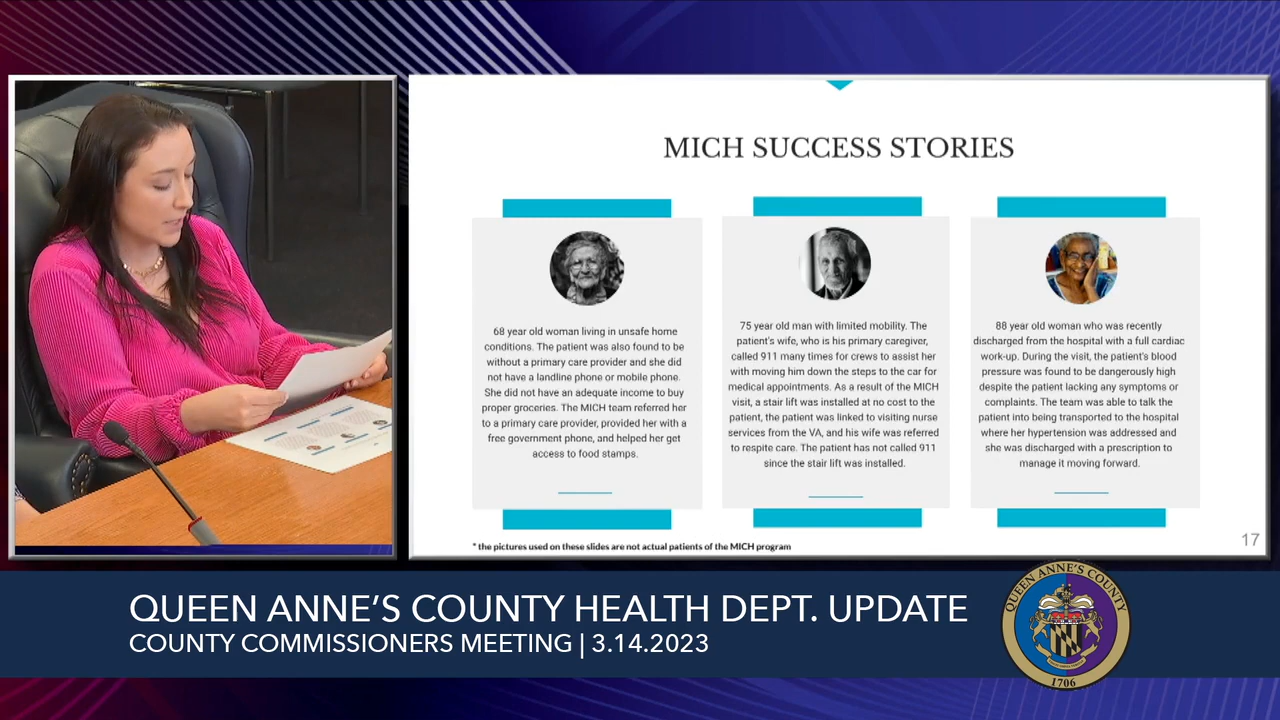 MICH SUCCESS STORIES
68 year old woman living in unsafe home
conditions. The patient was also found to be
without a primary care provider and she did
not have a landline phone or mobile phone.
She did not have an adequate income to buy
proper groceries. The MICH team referred her
to a primary care provider, provided her with a
free government phone, and helped her get
access to food stamps.
75 year old man with limited mobility. The
patient's wife, who is his primary caregiver,
called 911 many times for crews to assist her
with moving him down the steps to the car for
medical appointments. As a result of the MICH
visit, a stair lift was installed at no cost to the
patient, the patient was linked to visiting nurse
services from the VA, and his wife was referred
to respite care. The patient has not called 911
since the stair lift was installed.
88 year old woman who was recently
discharged from the hospital with a full cardiac
work-up. During the visit, the patient's blood
pressure was found to be dangerously high
despite the patient lacking any symptoms or
complaints. The team was able to talk the
patient into being transported to the hospital
where her hypertension was addressed and
she was discharged with a prescription to
manage it moving forward.
* the pictures used on these slides are not actual patients of the MICH program
17
QUEEN ANNE'S COUNTY HEALTH DEPT. UPDATE
COUNTY COMMISSIONERS MEETING | 3.14.2023
QUEEN ANNE'S COUNTY
1706